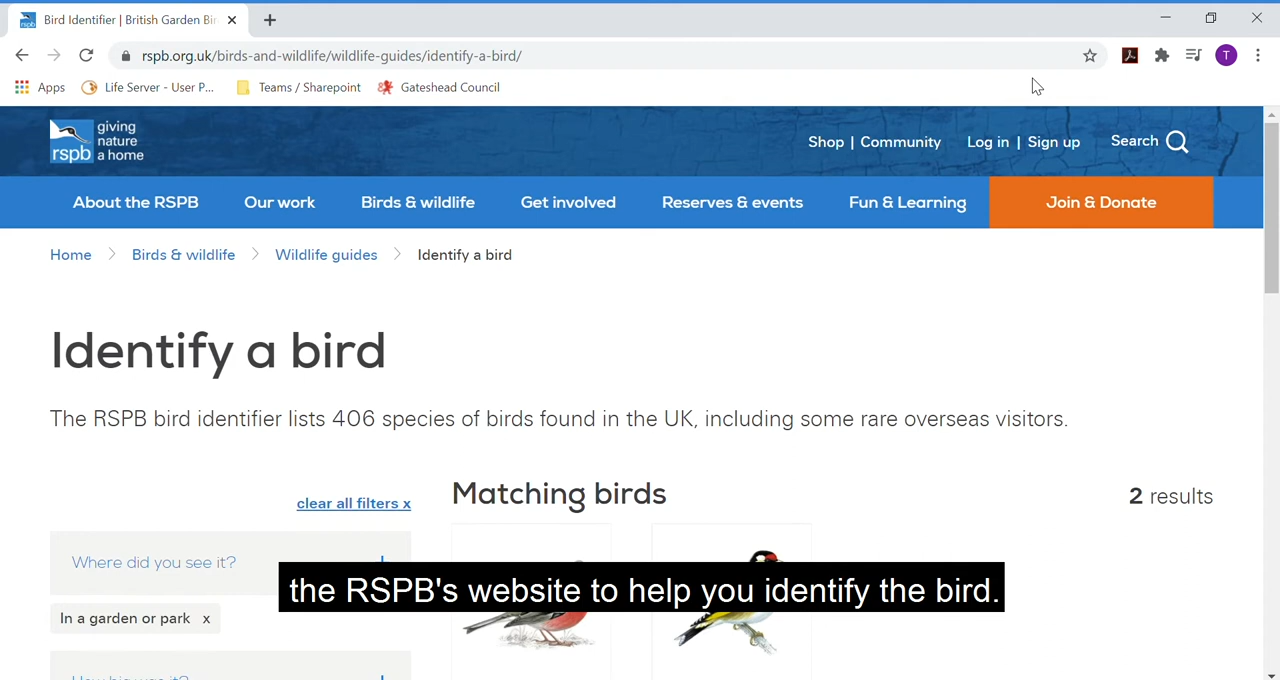 Bird Identifier | British Garden Bir
rspb.org.uk/birds-and-wildlife/wildlife-guides/identify-a-bird/
T
Apps
Life Server - User P...
Teams / Sharepoint
Gateshead Council
rspb
giving
nature
a home
Shop | Community
Log in | Sign up
Search
About the RSPB
Our work
Birds & wildlife
Get involved
Reserves & events
Fun & Learning
Join & Donate
Home
Birds & wildlife
Wildlife guides
Identify a bird
Identify a bird
The RSPB bird identifier lists 406 species of birds found in the UK, including some rare overseas visitors.
clear all filters x
Matching birds
2 results
Where did you see it?
the RSPB's website to help you identify the bird.
In a garden or park x
How big was it?